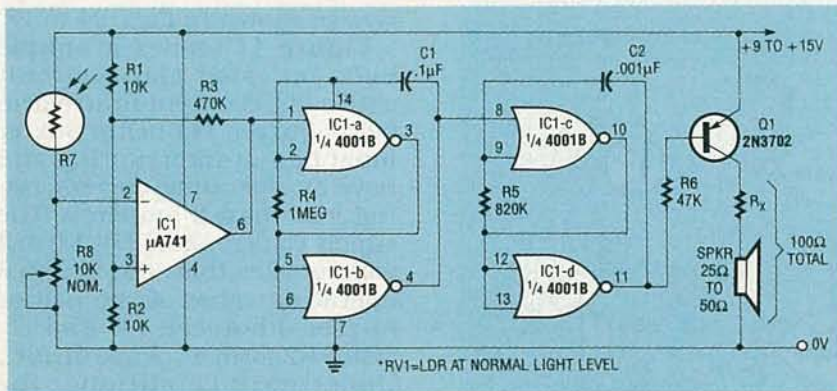 +9 TO +15V
R1
10K
R3
470K
C1
.1µF
C2
.001µF
R7
1
14
IC1-a
1/4 4001B
3
2
8
IC1-c
1/4 4001B
10
9
Q1
2N3702
2
7
6
IC1
µA741
3
4
R4
1MEG
R5
820K
R6
47K
RX
100Ω
TOTAL
R8
10K
NOM.
R2
10K
5
IC1-b
1/4 4001B
4
6
7
12
IC1-d
1/4 4001B
11
13
SPKR
25Ω
TO
50Ω
0V
*RV1=LDR AT NORMAL LIGHT LEVEL